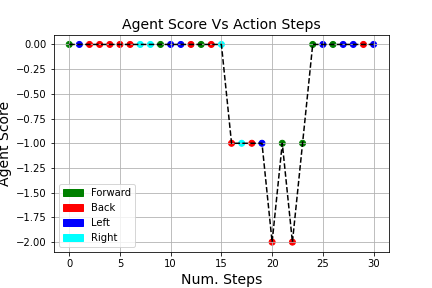 Agent Score Vs Action Steps
Agent Score
0.00
−0.25
−0.50
−0.75
−1.00
−1.25
−1.50
−1.75
−2.00
Forward
Back
Left
Right
0 5 10 15 20 25 30
Num. Steps